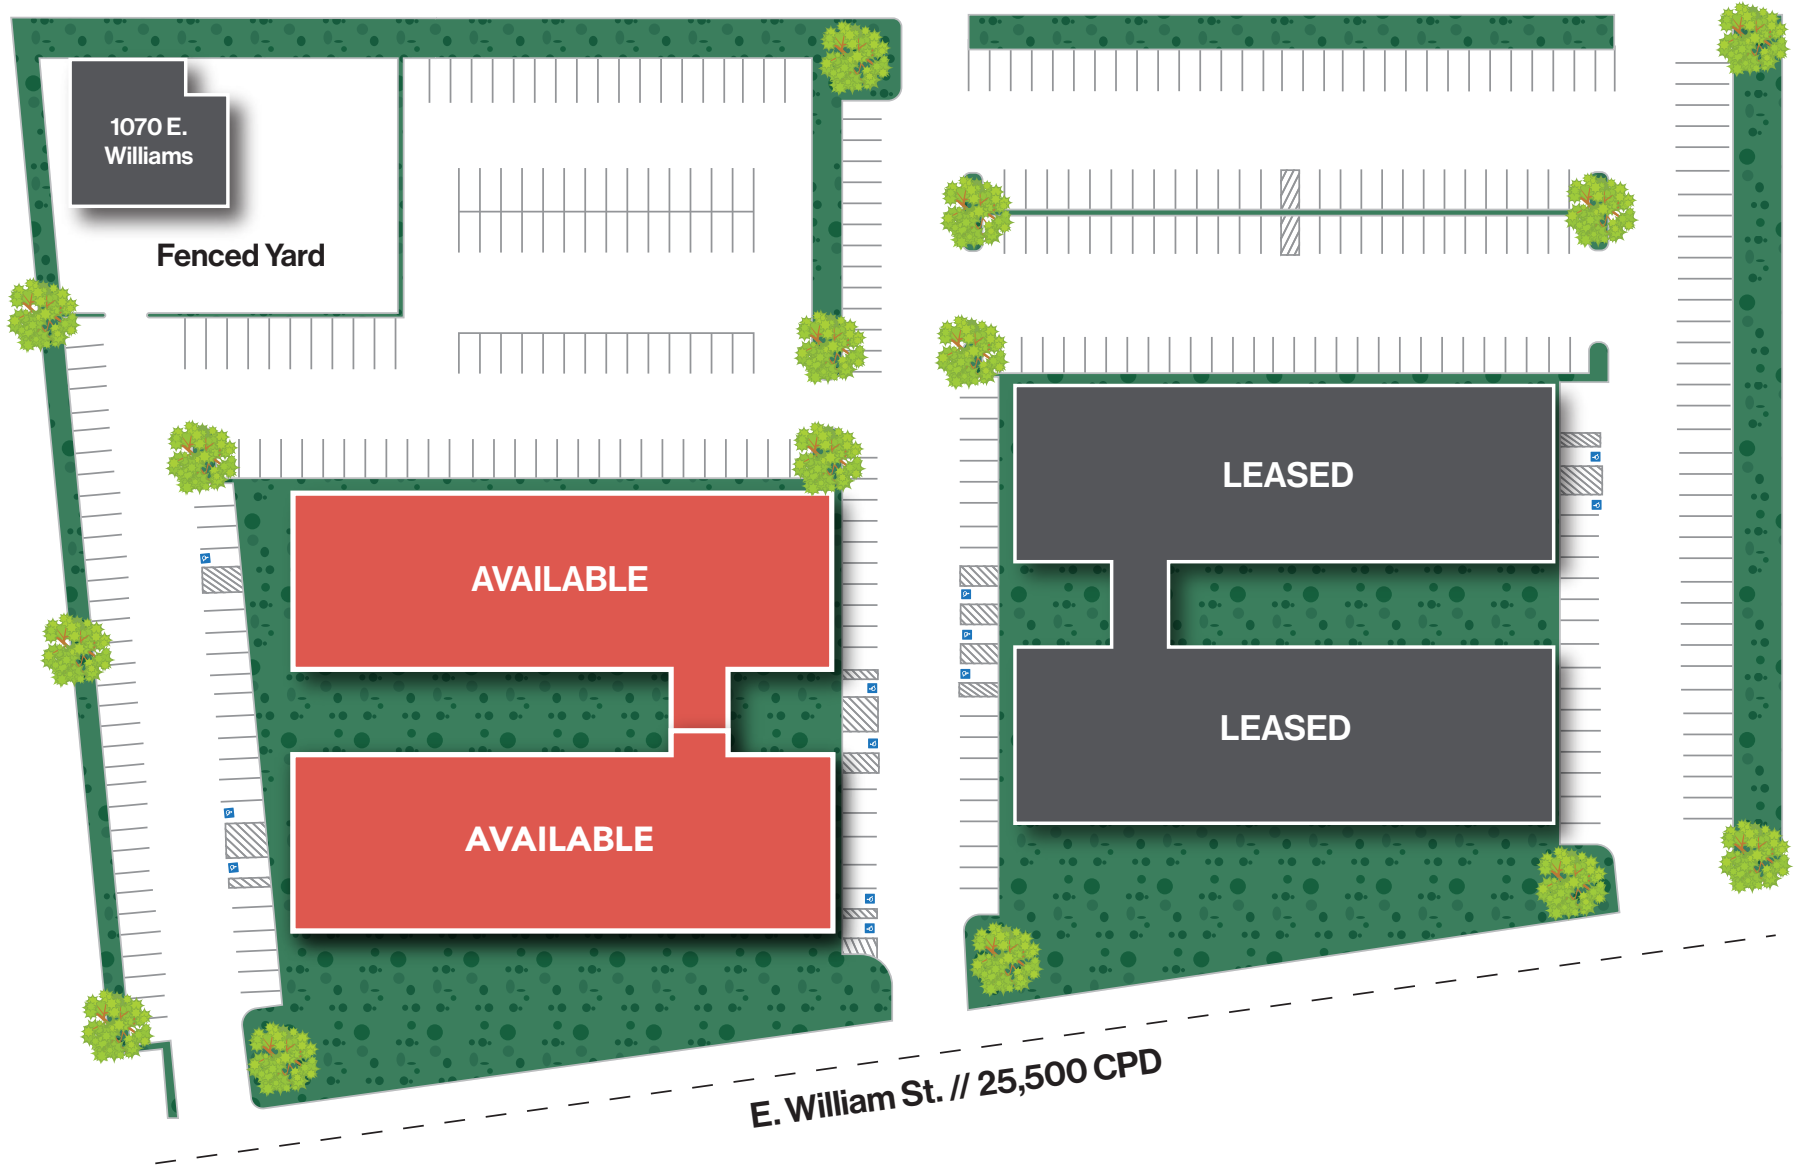 1070 E.
Williams
Fenced Yard
LEASED
AVAILABLE
LEASED
AVAILABLE
E. William St. // 25,500 CPD